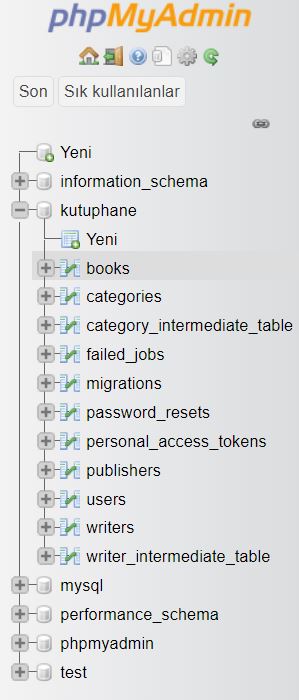 phpMyAdmin
Son Sık kullanılanlar
Yeni
information_schema
kutuphane
Yeni
books
categories
category_intermediate_table
failed_jobs
migrations
password_resets
personal_access_tokens
publishers
users
writers
writer_intermediate_table
mysql
performance_schema
phpmyadmin
test